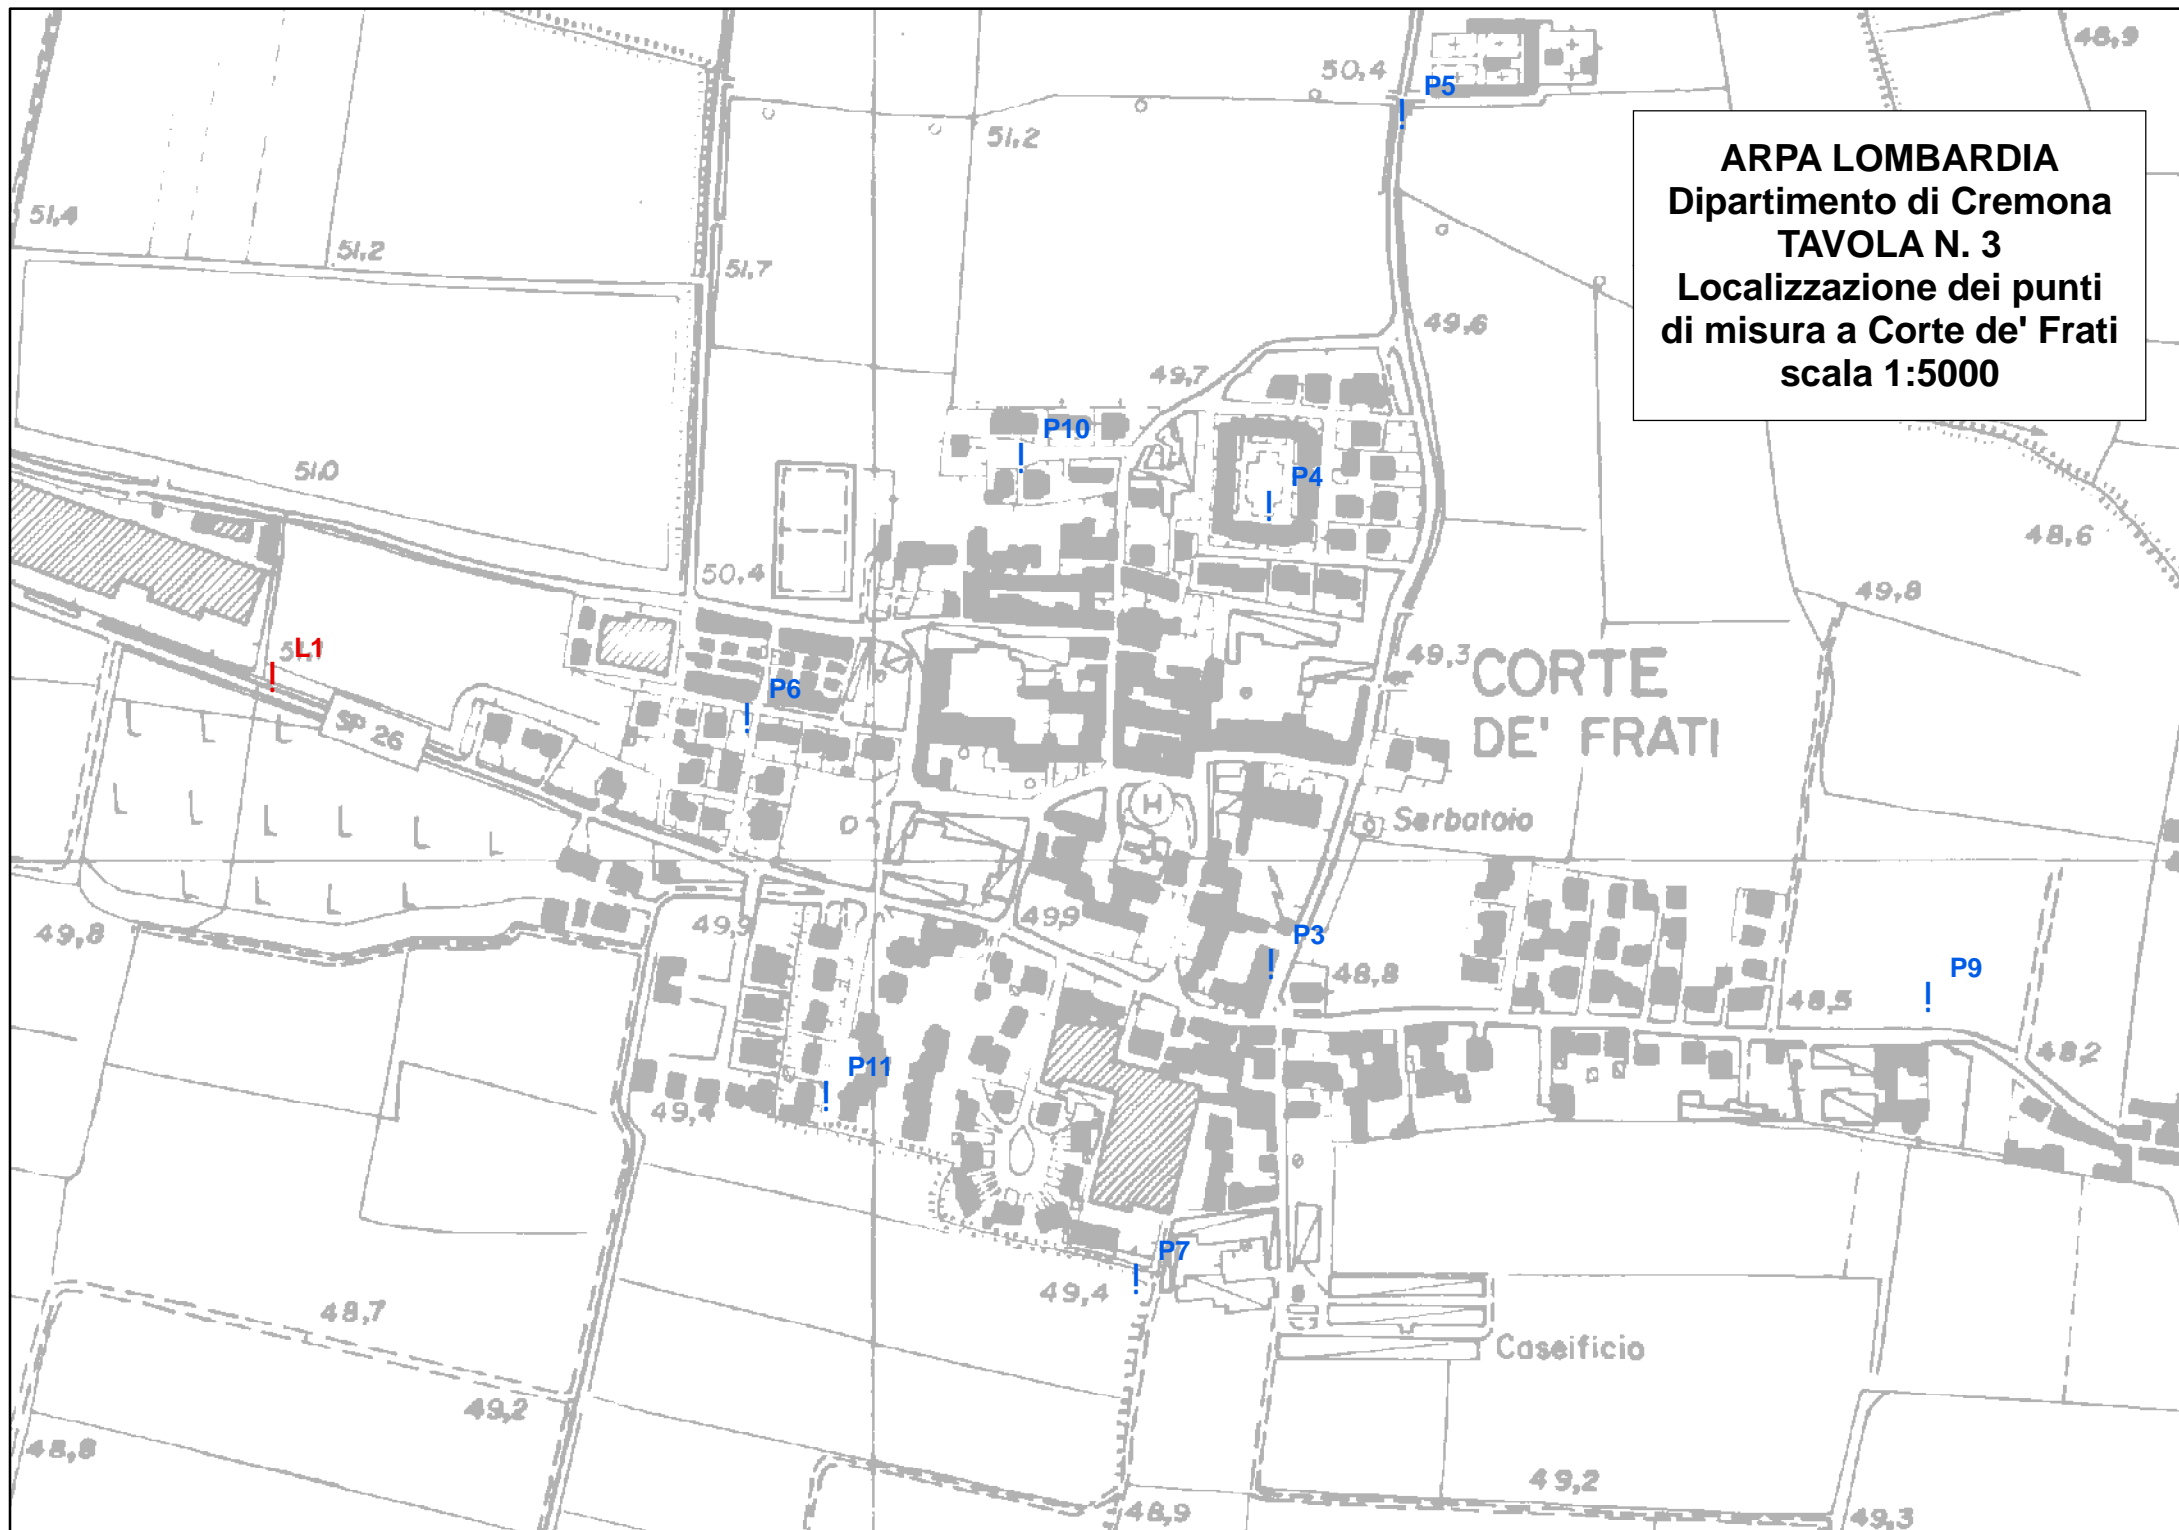 48,9
50,4
P5
51,2
ARPA LOMBARDIA
Dipartimento di Cremona
TAVOLA N. 3
Localizzazione dei punti
di misura a Corte de' Frati
scala 1:5000
51,4
51,2
51,7
49,6
49,7
P10
51,0
P4
48,6
50,4
49,8
51,1
L1
49,3
CORTE
DE' FRATI
P6
SP 26
H
Serbatoio
49,8
49,9
49,9
P3
48,8
P9
48,5
48,2
P11
49,4
P7
49,4
48,7
Caseificio
49,2
48,8
49,2
48,9
49,3